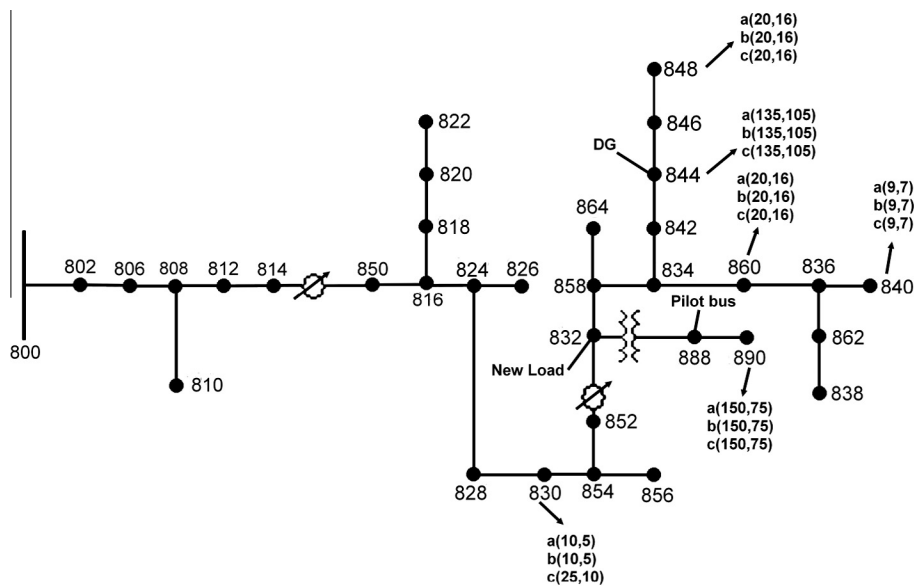 a(20,16)
b(20,16)
c(20,16)
848
822
846
DG
a(135,105)
b(135,105)
c(135,105)
820
844
a(20,16)
b(20,16)
c(20,16)
a(9,7)
b(9,7)
c(9,7)
864
818
842
802 806 808 812 814 850 824 826 834 860 836
816 858 840
Pilot bus
800
832
862
New Load
888 890
810
838
852
a(150,75)
b(150,75)
c(150,75)
828 830 854 856
a(10,5)
b(10,5)
c(25,10)